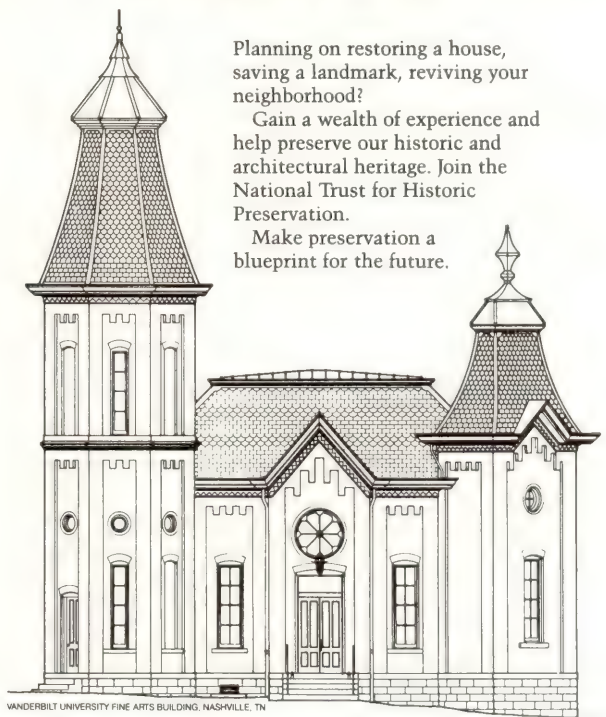 Planning on restoring a house,
saving a landmark, reviving your
neighborhood?
Gain a wealth of experience and
help preserve our historic and
architectural heritage. Join the
National Trust for Historic
Preservation.
Make preservation a
blueprint for the future.
VANDERBILT UNIVERSITY FINE ARTS BUILDING, NASHVILLE, TN